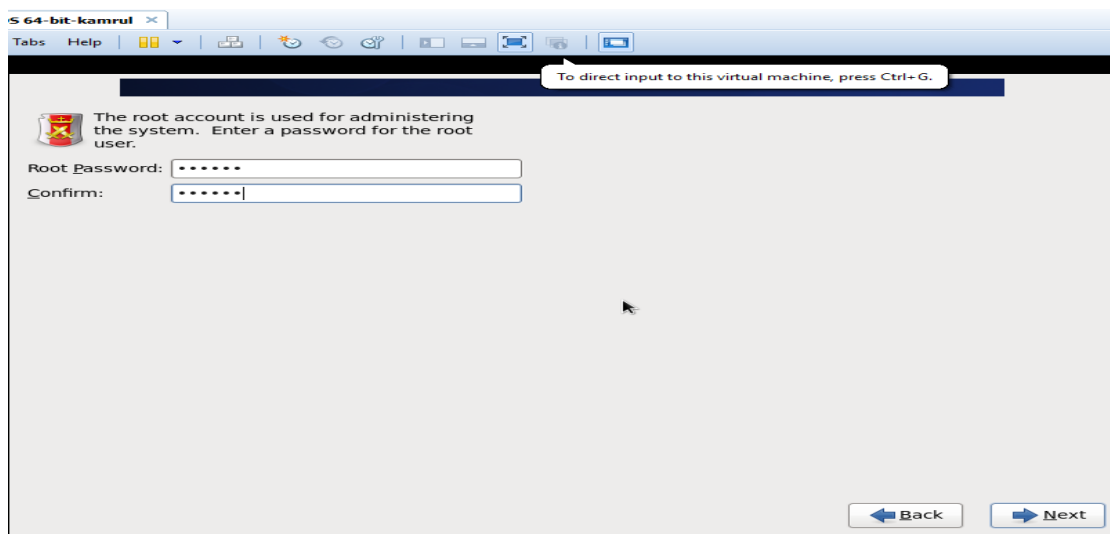 S 64-bit-kamrul ×
Tabs Help
To direct input to this virtual machine, press Ctrl+G.
The root account is used for administering
the system. Enter a password for the root
user.
Root Password: ••••••
Confirm: ••••••
Back Next